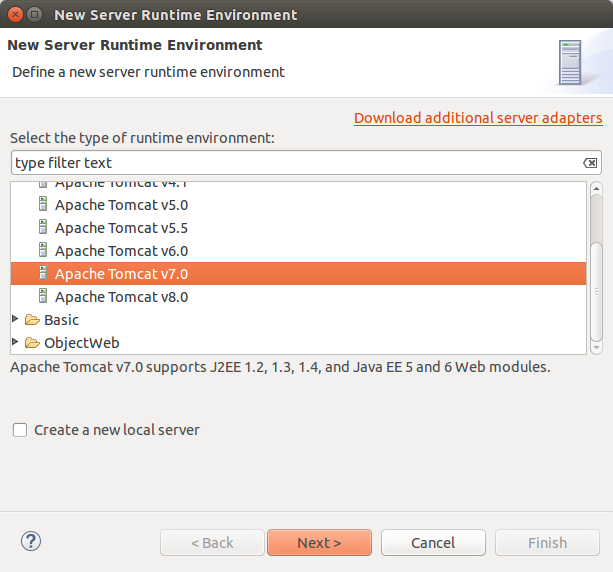 New Server Runtime Environment
New Server Runtime Environment
Define a new server runtime environment
Download additional server adapters
Select the type of runtime environment:
type filter text
Apache Tomcat v4.1
Apache Tomcat v5.0
Apache Tomcat v5.5
Apache Tomcat v6.0
Apache Tomcat v7.0
Apache Tomcat v8.0
Basic
ObjectWeb
Apache Tomcat v7.0 supports J2EE 1.2, 1.3, 1.4, and Java EE 5 and 6 Web modules.
Create a new local server
? < Back Next > Cancel Finish